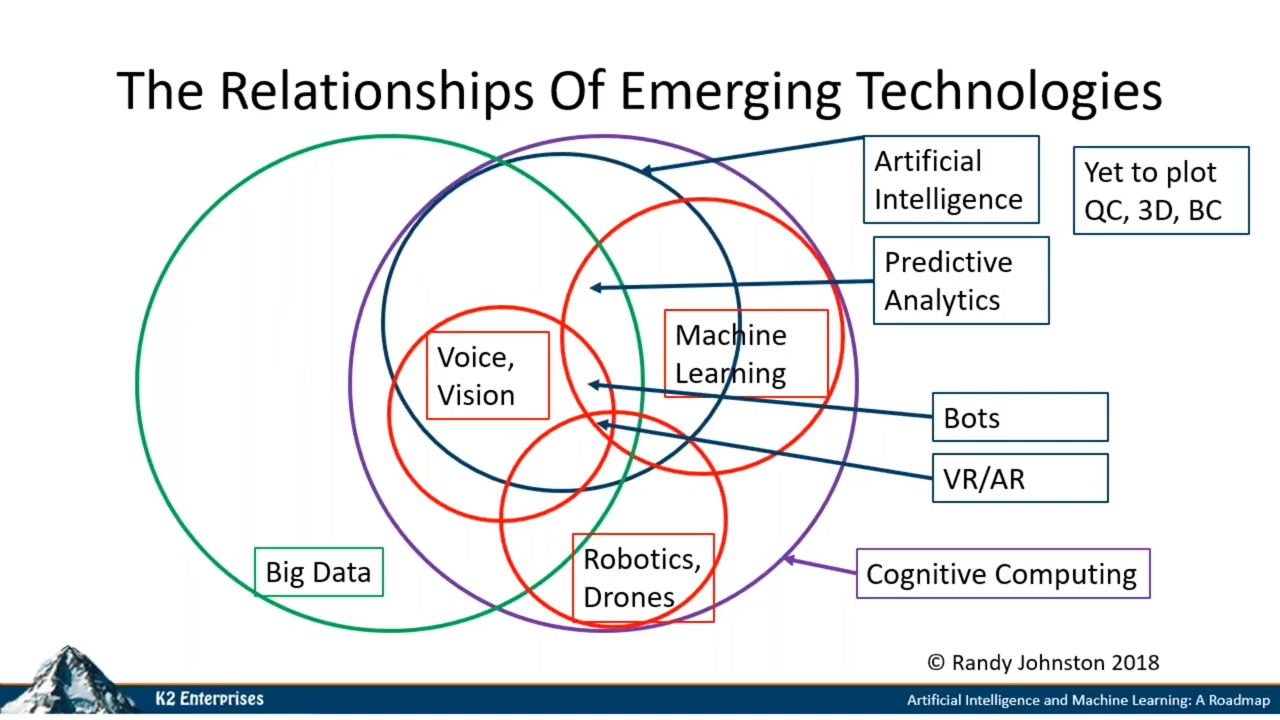 The Relationships Of Emerging Technologies
Artificial
Intelligence
Yet to plot
QC, 3D, BC
Predictive
Analytics
Machine
Learning
Voice,
Vision
Bots
VR/AR
Robotics,
Drones
Big Data
Cognitive Computing
© Randy Johnston 2018
K2 Enterprises
Artificial Intelligence and Machine Learning: A Roadmap